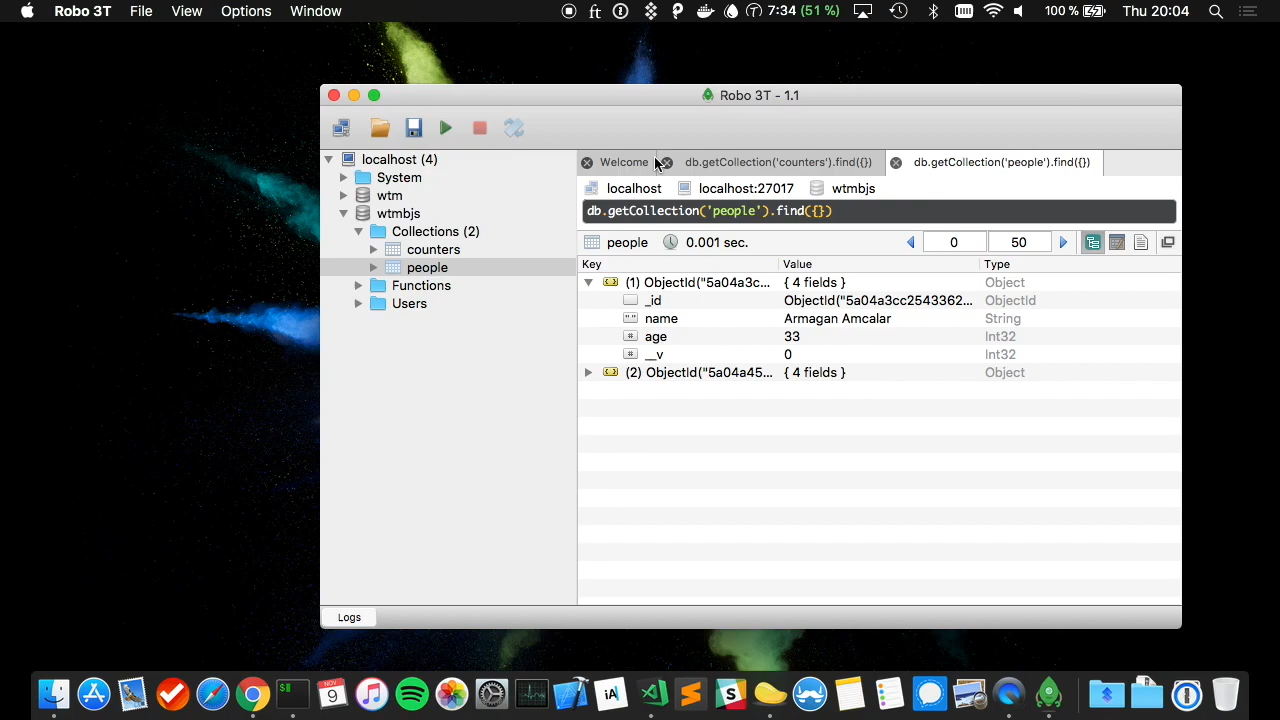 Robo 3T File View Options Window ft 7:34 (51 %) 100 % Thu 20:04
Robo 3T - 1.1
localhost (4)
System
wtm
wtmbjs
Collections (2)
counters
people
Functions
Users
Welcome db.getCollection('counters').find({}) db.getCollection('people').find({})
localhost localhost:27017 wtmbjs
db.getCollection('people').find({})
people 0.001 sec. 0 50
Key Value Type
(1) ObjectId("5a04a3c... { 4 fields } Object
_id ObjectId("5a04a3cc2543362... ObjectId
name Armagan Amcalar String
age 33 Int32
__v 0 Int32
(2) ObjectId("5a04a45... { 4 fields } Object
Logs
$
NOV
9
iA